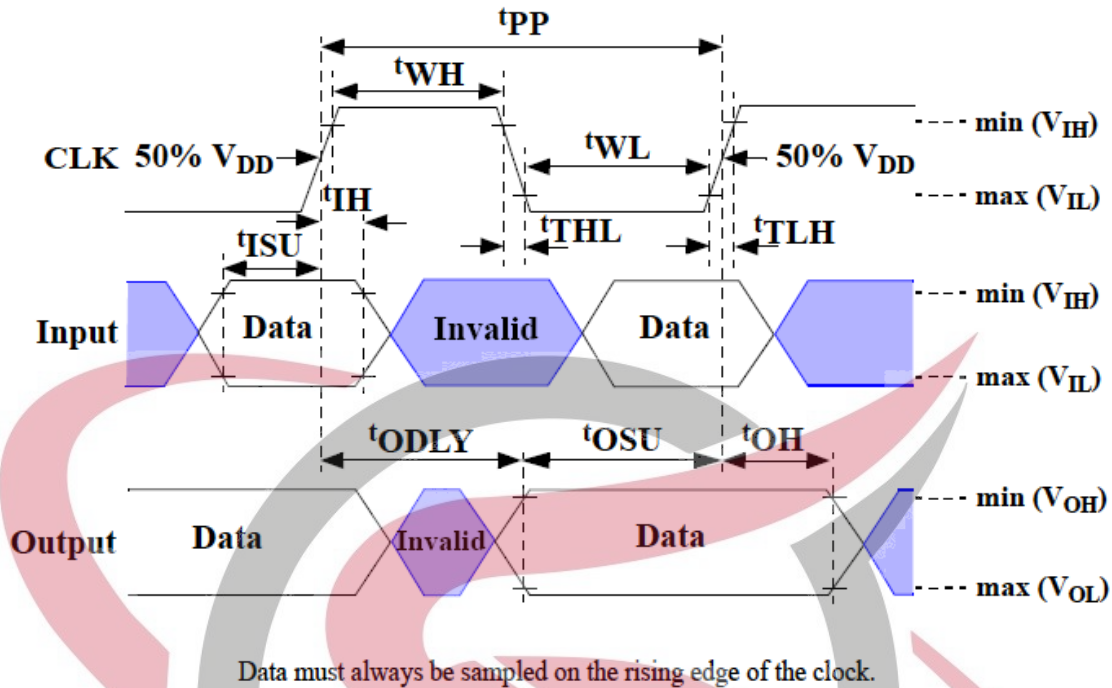 tPP
tWH
min (VIH)
CLK 50% VDD
tWL
50% VDD
max (VIL)
tIH
tTHL
tTLH
tISU
min (VIH)
Input
Data
Invalid
Data
max (VIL)
tODLY
tOSU
tOH
min (VOH)
Output
Data
Invalid
Data
max (VOL)
Data must always be sampled on the rising edge of the clock.